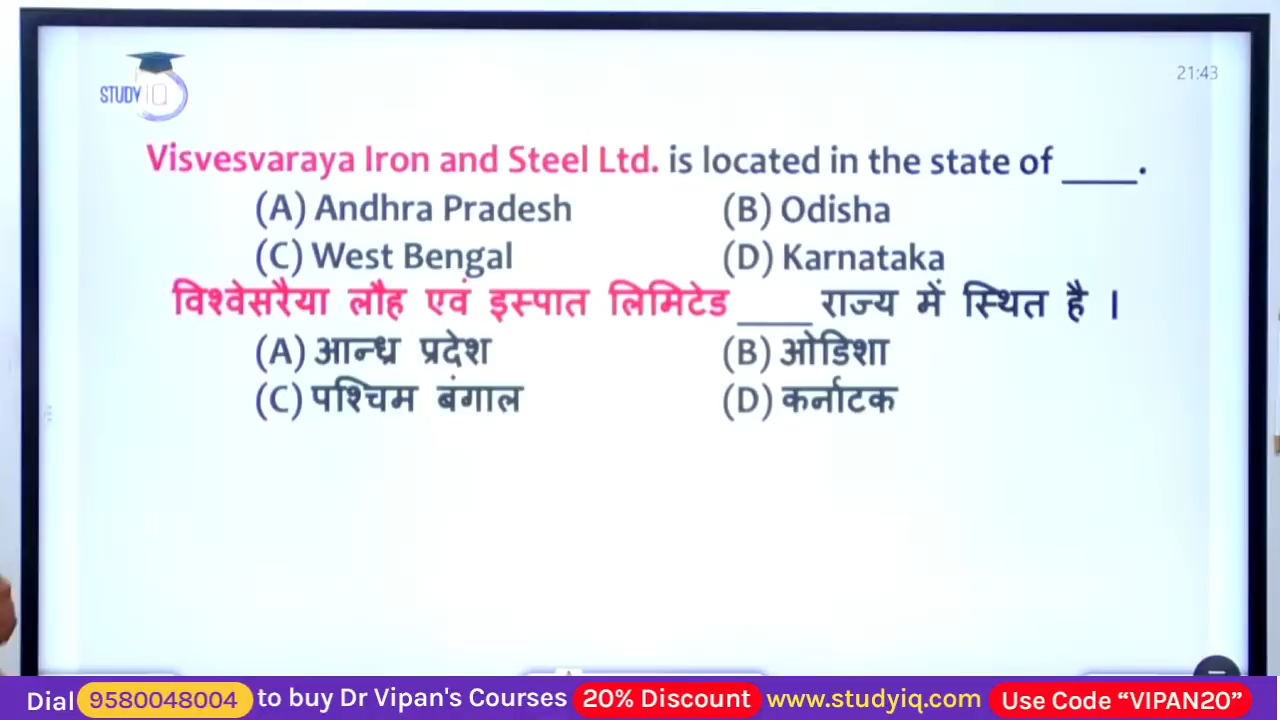 STUDY IQ
21:43
Visvesvaraya Iron and Steel Ltd. is located in the state of ____.
(A) Andhra Pradesh (B) Odisha
(C) West Bengal (D) Karnataka
विश्वेसरैया लौह एवं इस्पात लिमिटेड ____ राज्य में स्थित है ।
(A) आन्ध्र प्रदेश (B) ओडिशा
(C) पश्चिम बंगाल (D) कर्नाटक
Dial 9580048004 to buy Dr Vipan's Courses 20% Discount www.studyiq.com Use Code “VIPAN20”